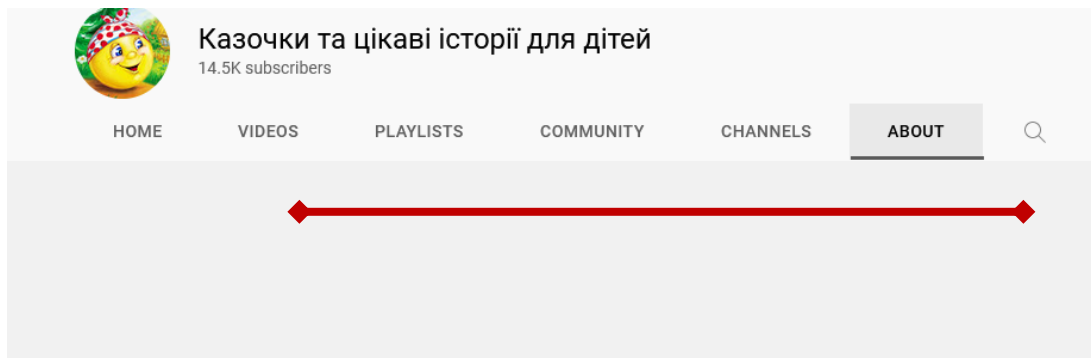 Казочки та цікаві історії для дітей
14.5K subscribers
HOME VIDEOS PLAYLISTS COMMUNITY CHANNELS ABOUT